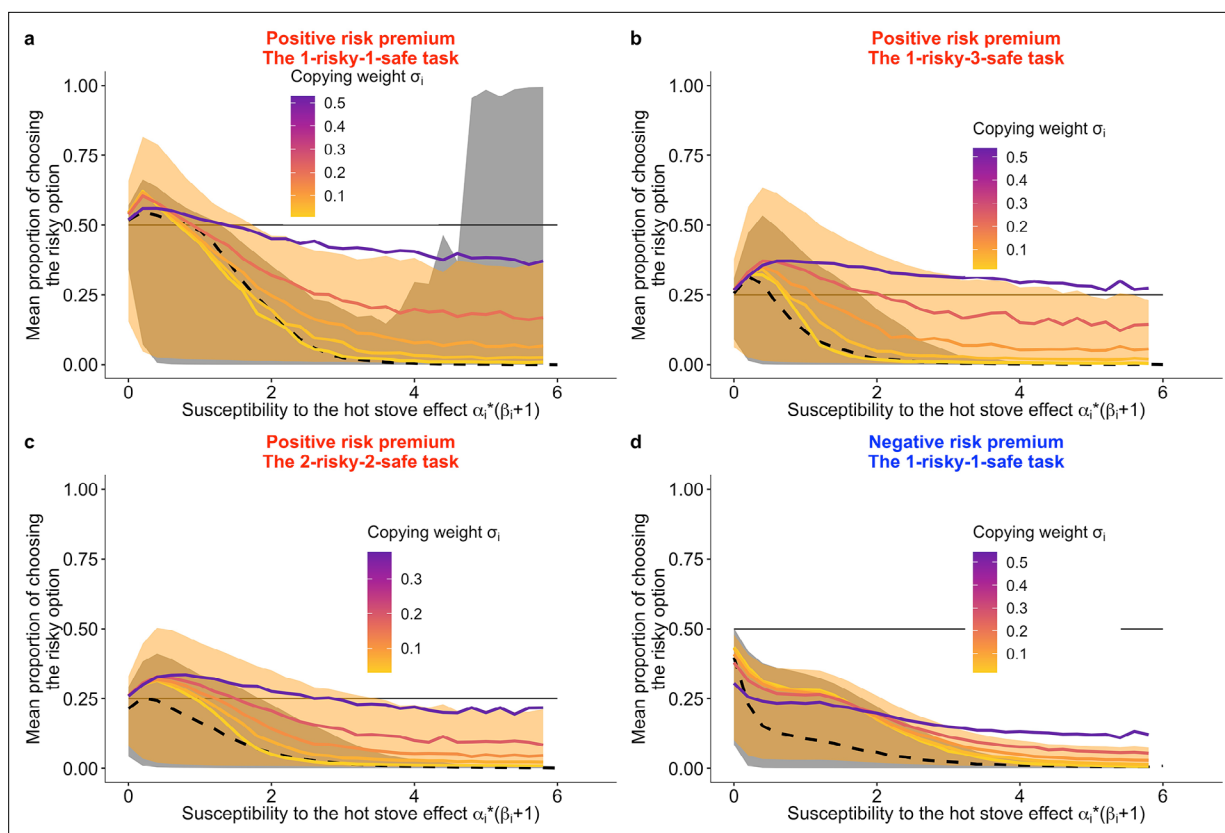 a
Positive risk premium
The 1-risky-1-safe task
Copying weight σi
0.5
0.4
0.3
0.2
0.1
1.00
0.75
0.50
0.25
0.00
Mean proportion of choosing
the risky option
0
2
4
6
Susceptibility to the hot stove effect αi*(βi+1)
b
Positive risk premium
The 1-risky-3-safe task
Copying weight σi
0.5
0.4
0.3
0.2
0.1
1.00
0.75
0.50
0.25
0.00
Mean proportion of choosing
the risky option
0
2
4
6
Susceptibility to the hot stove effect αi*(βi+1)
c
Positive risk premium
The 2-risky-2-safe task
Copying weight σi
0.3
0.2
0.1
1.00
0.75
0.50
0.25
0.00
Mean proportion of choosing
the risky option
0
2
4
6
Susceptibility to the hot stove effect αi*(βi+1)
d
Negative risk premium
The 1-risky-1-safe task
Copying weight σi
0.5
0.4
0.3
0.2
0.1
1.00
0.75
0.50
0.25
0.00
Mean proportion of choosing
the risky option
0
2
4
6
Susceptibility to the hot stove effect αi*(βi+1)